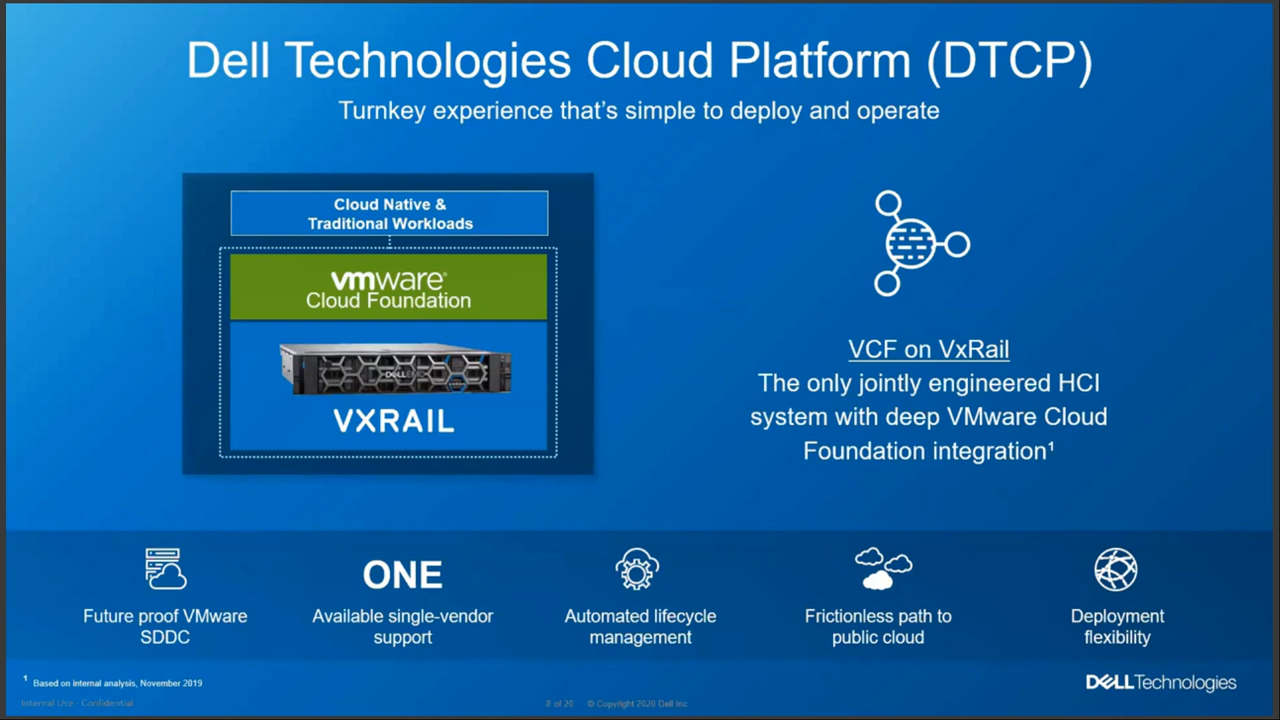 Dell Technologies Cloud Platform (DTCP)
Turnkey experience that's simple to deploy and operate
Cloud Native &
Traditional Workloads
vmware®
Cloud Foundation
DELLEMC
VXRAIL
VCF on VxRail
The only jointly engineered HCI
system with deep VMware Cloud
Foundation integration¹
Future proof VMware
SDDC
ONE
Available single-vendor
support
Automated lifecycle
management
Frictionless path to
public cloud
Deployment
flexibility
¹ Based on internal analysis, November 2019
DELLTechnologies
Internal Use - Confidential
8 of 20
© Copyright 2020 Dell Inc